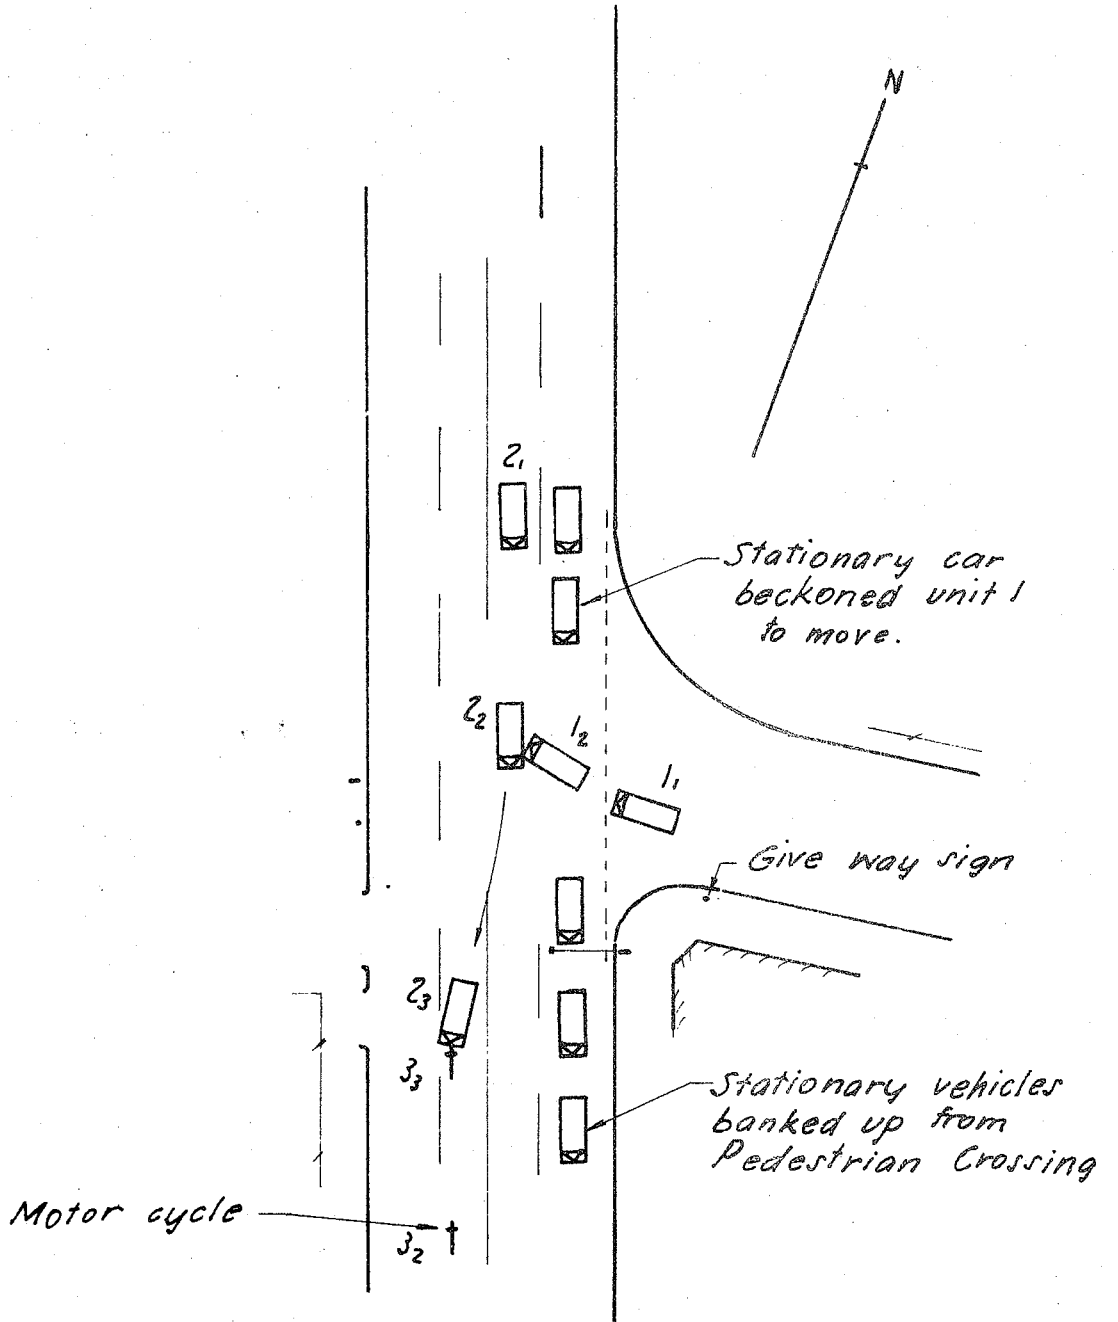 N
2₁
Stationary car
beckoned unit 1
to move.
2₂
1₂
1₁
Give way sign
2₃
3₃
Stationary vehicles
banked up from
Pedestrian Crossing
Motor cycle
3₂